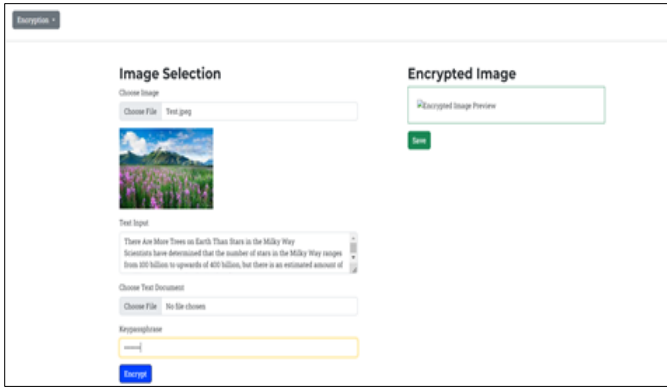 Encryption
Image Selection
Choose Image
Choose File Test.jpeg
Text Input
There Are More Trees on Earth Than Stars in the Milky Way
Scientists have determined that the number of stars in the Milky Way ranges
from 100 billion to upwards of 400 billion, but there is an estimated amount of
Choose Text Document
Choose File No file chosen
Keypassphrase
Encrypt
Encrypted Image
Encrypted Image Preview
Save